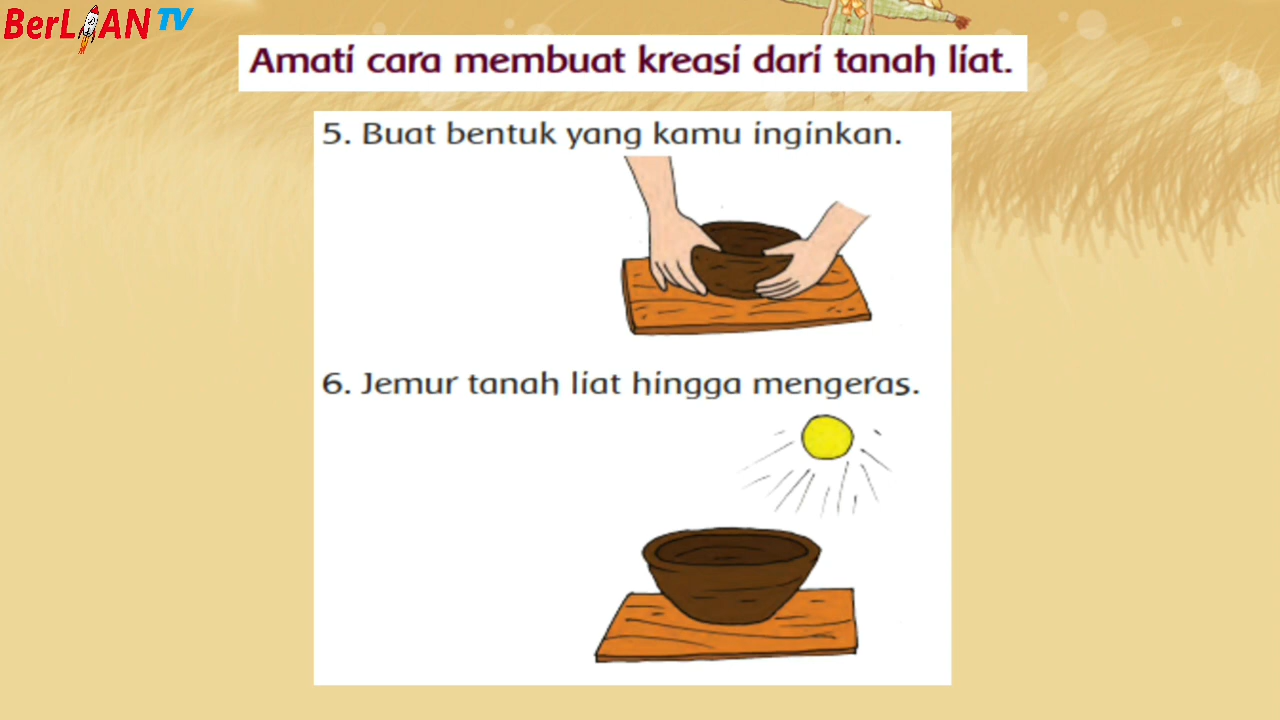 BerLIAN TV
Amati cara membuat kreasi dari tanah liat.
5. Buat bentuk yang kamu inginkan.
6. Jemur tanah liat hingga mengeras.